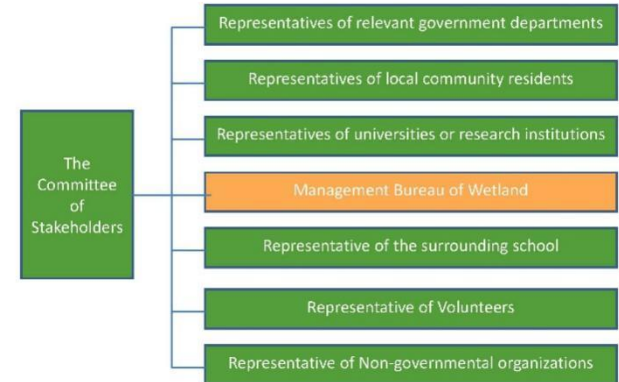 Representatives of relevant government departments
Representatives of local community residents
Representatives of universities or research institutions
The
Committee
of
Stakeholders
Management Bureau of Wetland
Representative of the surrounding school
Representative of Volunteers
Representative of Non-governmental organizations